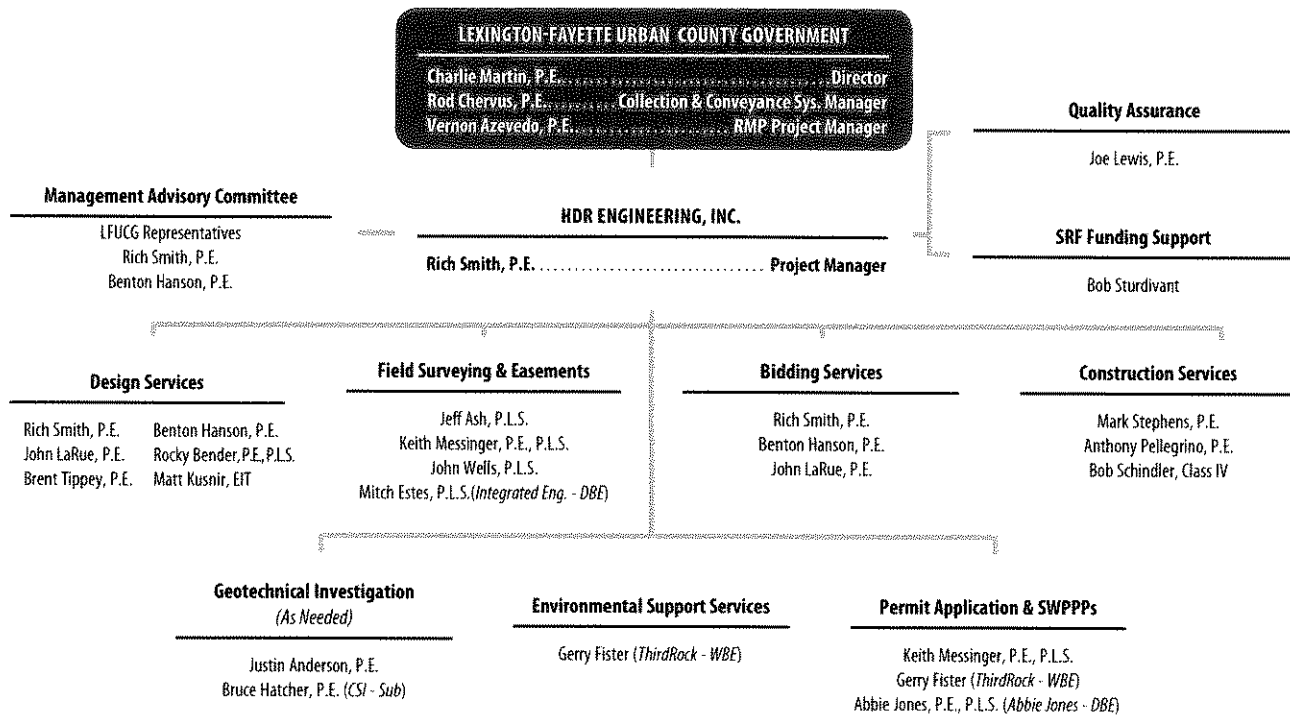 LEXINGTON-FAYETTE URBAN COUNTY GOVERNMENT
Charlie Martin, P.E. Director
Rod Chervus, P.E. Collection & Conveyance Sys. Manager
Vernon Azevedo, P.E. RMP Project Manager
Quality Assurance
Joe Lewis, P.E.
Management Advisory Committee
LFUCG Representatives
Rich Smith, P.E.
Benton Hanson, P.E.
HDR ENGINEERING, INC.
Rich Smith, P.E. Project Manager
SRF Funding Support
Bob Sturdivant
Design Services
Rich Smith, P.E. Benton Hanson, P.E.
John LaRue, P.E. Rocky Bender, P.E., P.L.S.
Brent Tippey, P.E. Matt Kusnir, EIT
Field Surveying & Easements
Jeff Ash, P.L.S.
Keith Messinger, P.E., P.L.S.
John Wells, P.L.S.
Mitch Estes, P.L.S.(Integrated Eng. - DBE)
Bidding Services
Rich Smith, P.E.
Benton Hanson, P.E.
John LaRue, P.E.
Construction Services
Mark Stephens, P.E.
Anthony Pellegrino, P.E.
Bob Schindler, Class IV
Geotechnical Investigation
(As Needed)
Justin Anderson, P.E.
Bruce Hatcher, P.E. (CSI - Sub)
Environmental Support Services
Gerry Fister (ThirdRock - WBE)
Permit Application & SWPPPs
Keith Messinger, P.E., P.L.S.
Gerry Fister (ThirdRock - WBE)
Abbie Jones, P.E., P.L.S. (Abbie Jones - DBE)